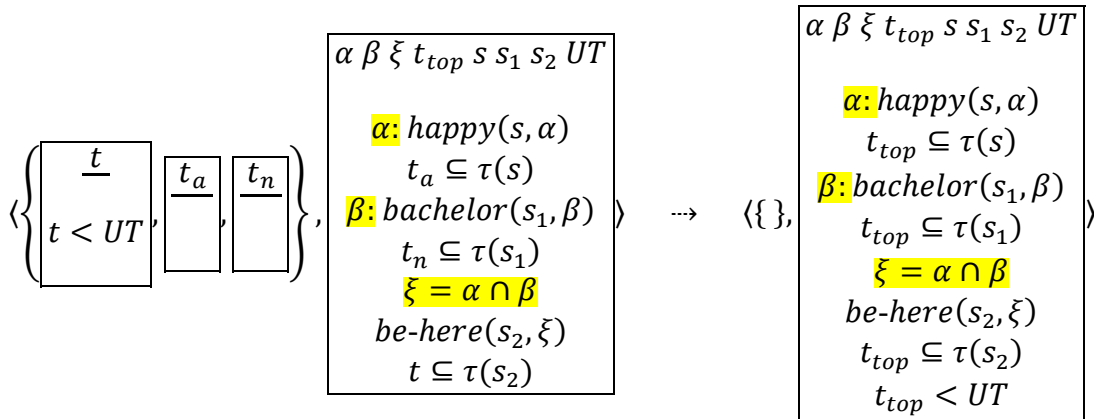 α β ξ t_top s s_1 s_2 UT
α β ξ t_top s s_1 s_2 UT
α: happy(s, α)
t_a ⊆ τ(s)
β: bachelor(s_1, β)
t_n ⊆ τ(s_1)
ξ = α ∩ β
be-here(s_2, ξ)
t ⊆ τ(s_2)
⟨{ t
t < UT , t_a , t_n } , ⟩ ⇢ ⟨{ }, ⟩
α: happy(s, α)
t_top ⊆ τ(s)
β: bachelor(s_1, β)
t_top ⊆ τ(s_1)
ξ = α ∩ β
be-here(s_2, ξ)
t_top ⊆ τ(s_2)
t_top < UT